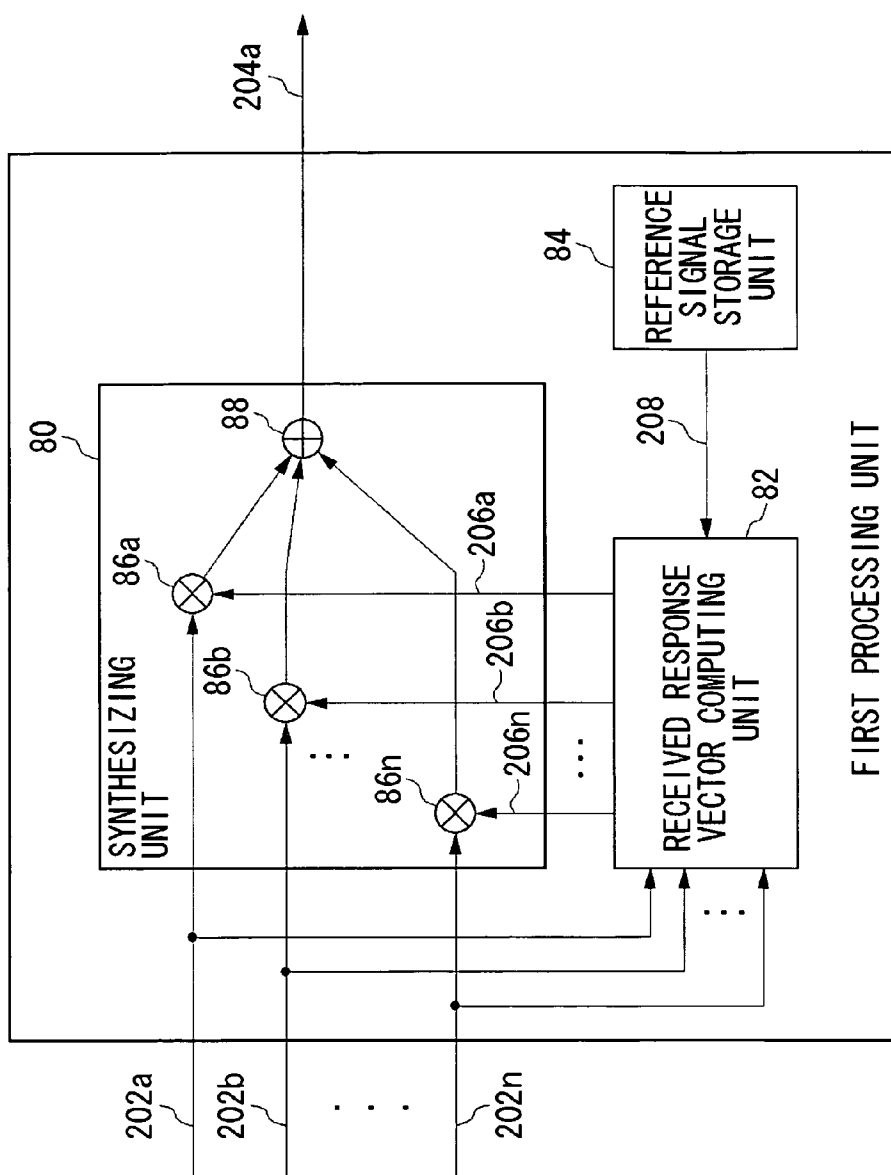 80
SYNTHESIZING
UNIT
86a
88
204a
86b
. . .
86n
202a
202b
. . .
202n
206a
206b
206n
. . .
84
REFERENCE
SIGNAL
STORAGE
UNIT
208
82
RECEIVED RESPONSE
VECTOR COMPUTING
UNIT
. . .
FIRST PROCESSING UNIT